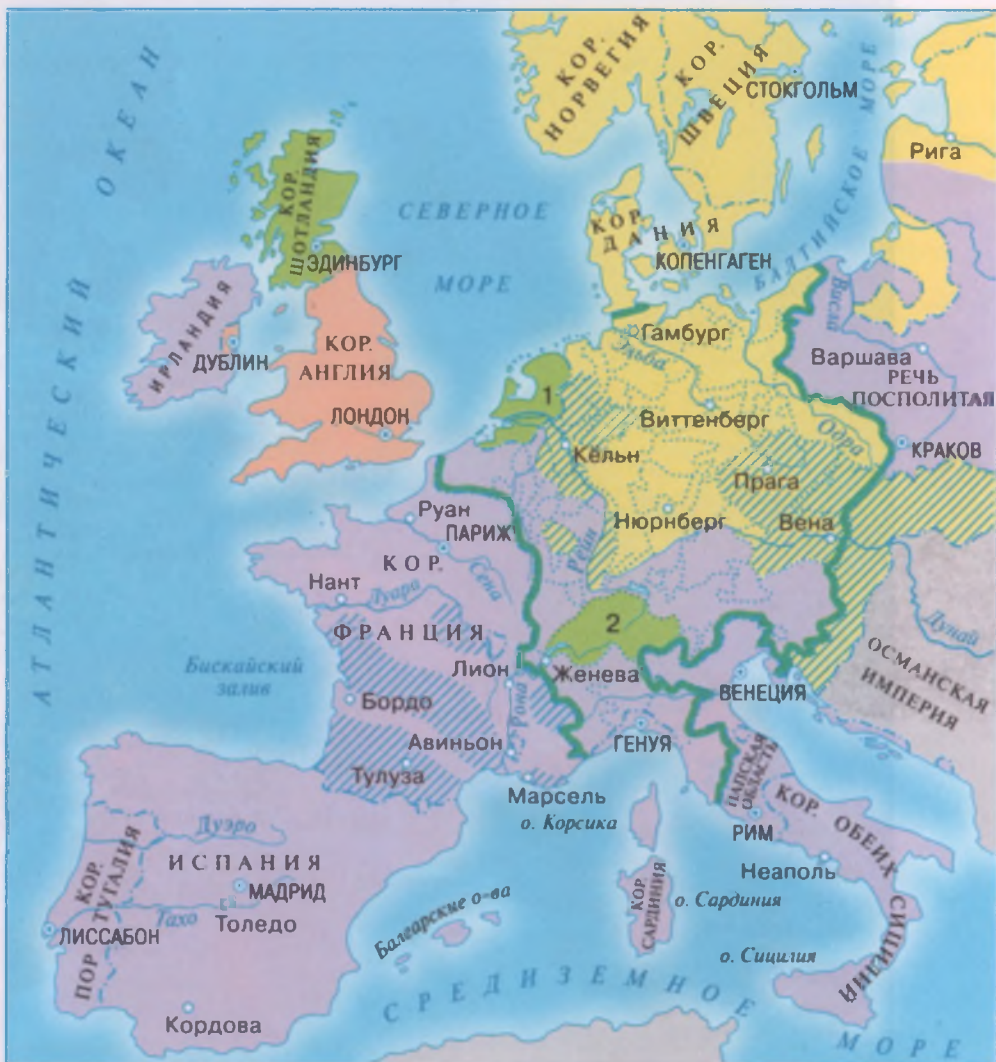 АТЛАНТИЧЕСКИЙ ОКЕАН
КОР.
НОРВЕГИЯ
КОР.
ШВЕЦИЯ
СТОКГОЛЬМ
БАЛТИЙСКОЕ МОРЕ
Рига
КОР.
ШОТЛАНДИЯ
ЭДИНБУРГ
СЕВЕРНОЕ
МОРЕ
КОР.
ДАНИЯ
КОПЕНГАГЕН
ИРЛАНДИЯ
ДУБЛИН
КОР.
АНГЛИЯ
ЛОНДОН
Гамбург
Эльба
Висла
Варшава
РЕЧЬ
ПОСПОЛИТАЯ
1
Виттенберг
Одра
КРАКОВ
Кёльн
Прага
Руан
ПАРИЖ
Нюрнберг
Вена
Рейн
КОР.
Сена
Нант
Луара
ФРАНЦИЯ
2
Дунай
ОСМАНСКАЯ
ИМПЕРИЯ
Бискайский
залив
Лион
Женева
ВЕНЕЦИЯ
Бордо
Рона
Авиньон
ГЕНУЯ
Тулуза
ПАПСКАЯ
ОБЛАСТЬ
Марсель
о. Корсика
РИМ
КОР. ОБЕИХ СИЦИЛИЙ
Неаполь
Дуэро
КОР.
ПОРТУГАЛИЯ
ИСПАНИЯ
МАДРИД
Тахо
Толедо
ЛИССАБОН
Балеарские о-ва
КОР.
САРДИНИЯ
о. Сардиния
о. Сицилия
Кордова
СРЕДИЗЕМНОЕ
МОРЕ